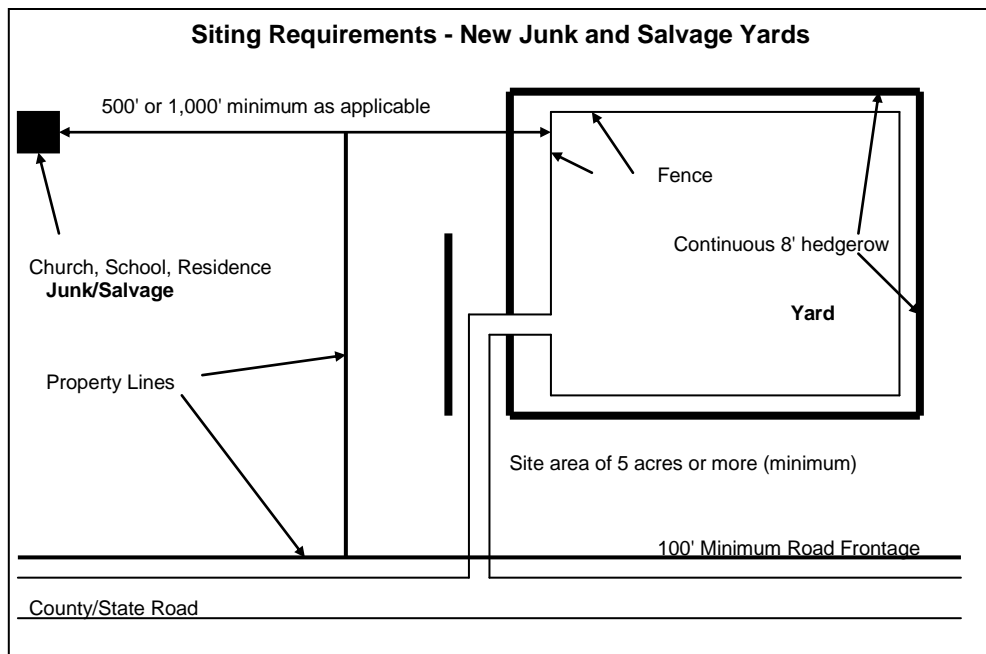 Siting Requirements - New Junk and Salvage Yards
500' or 1,000' minimum as applicable
Fence
Continuous 8' hedgerow
Church, School, Residence
Junk/Salvage
Yard
Property Lines
Site area of 5 acres or more (minimum)
100' Minimum Road Frontage
County/State Road